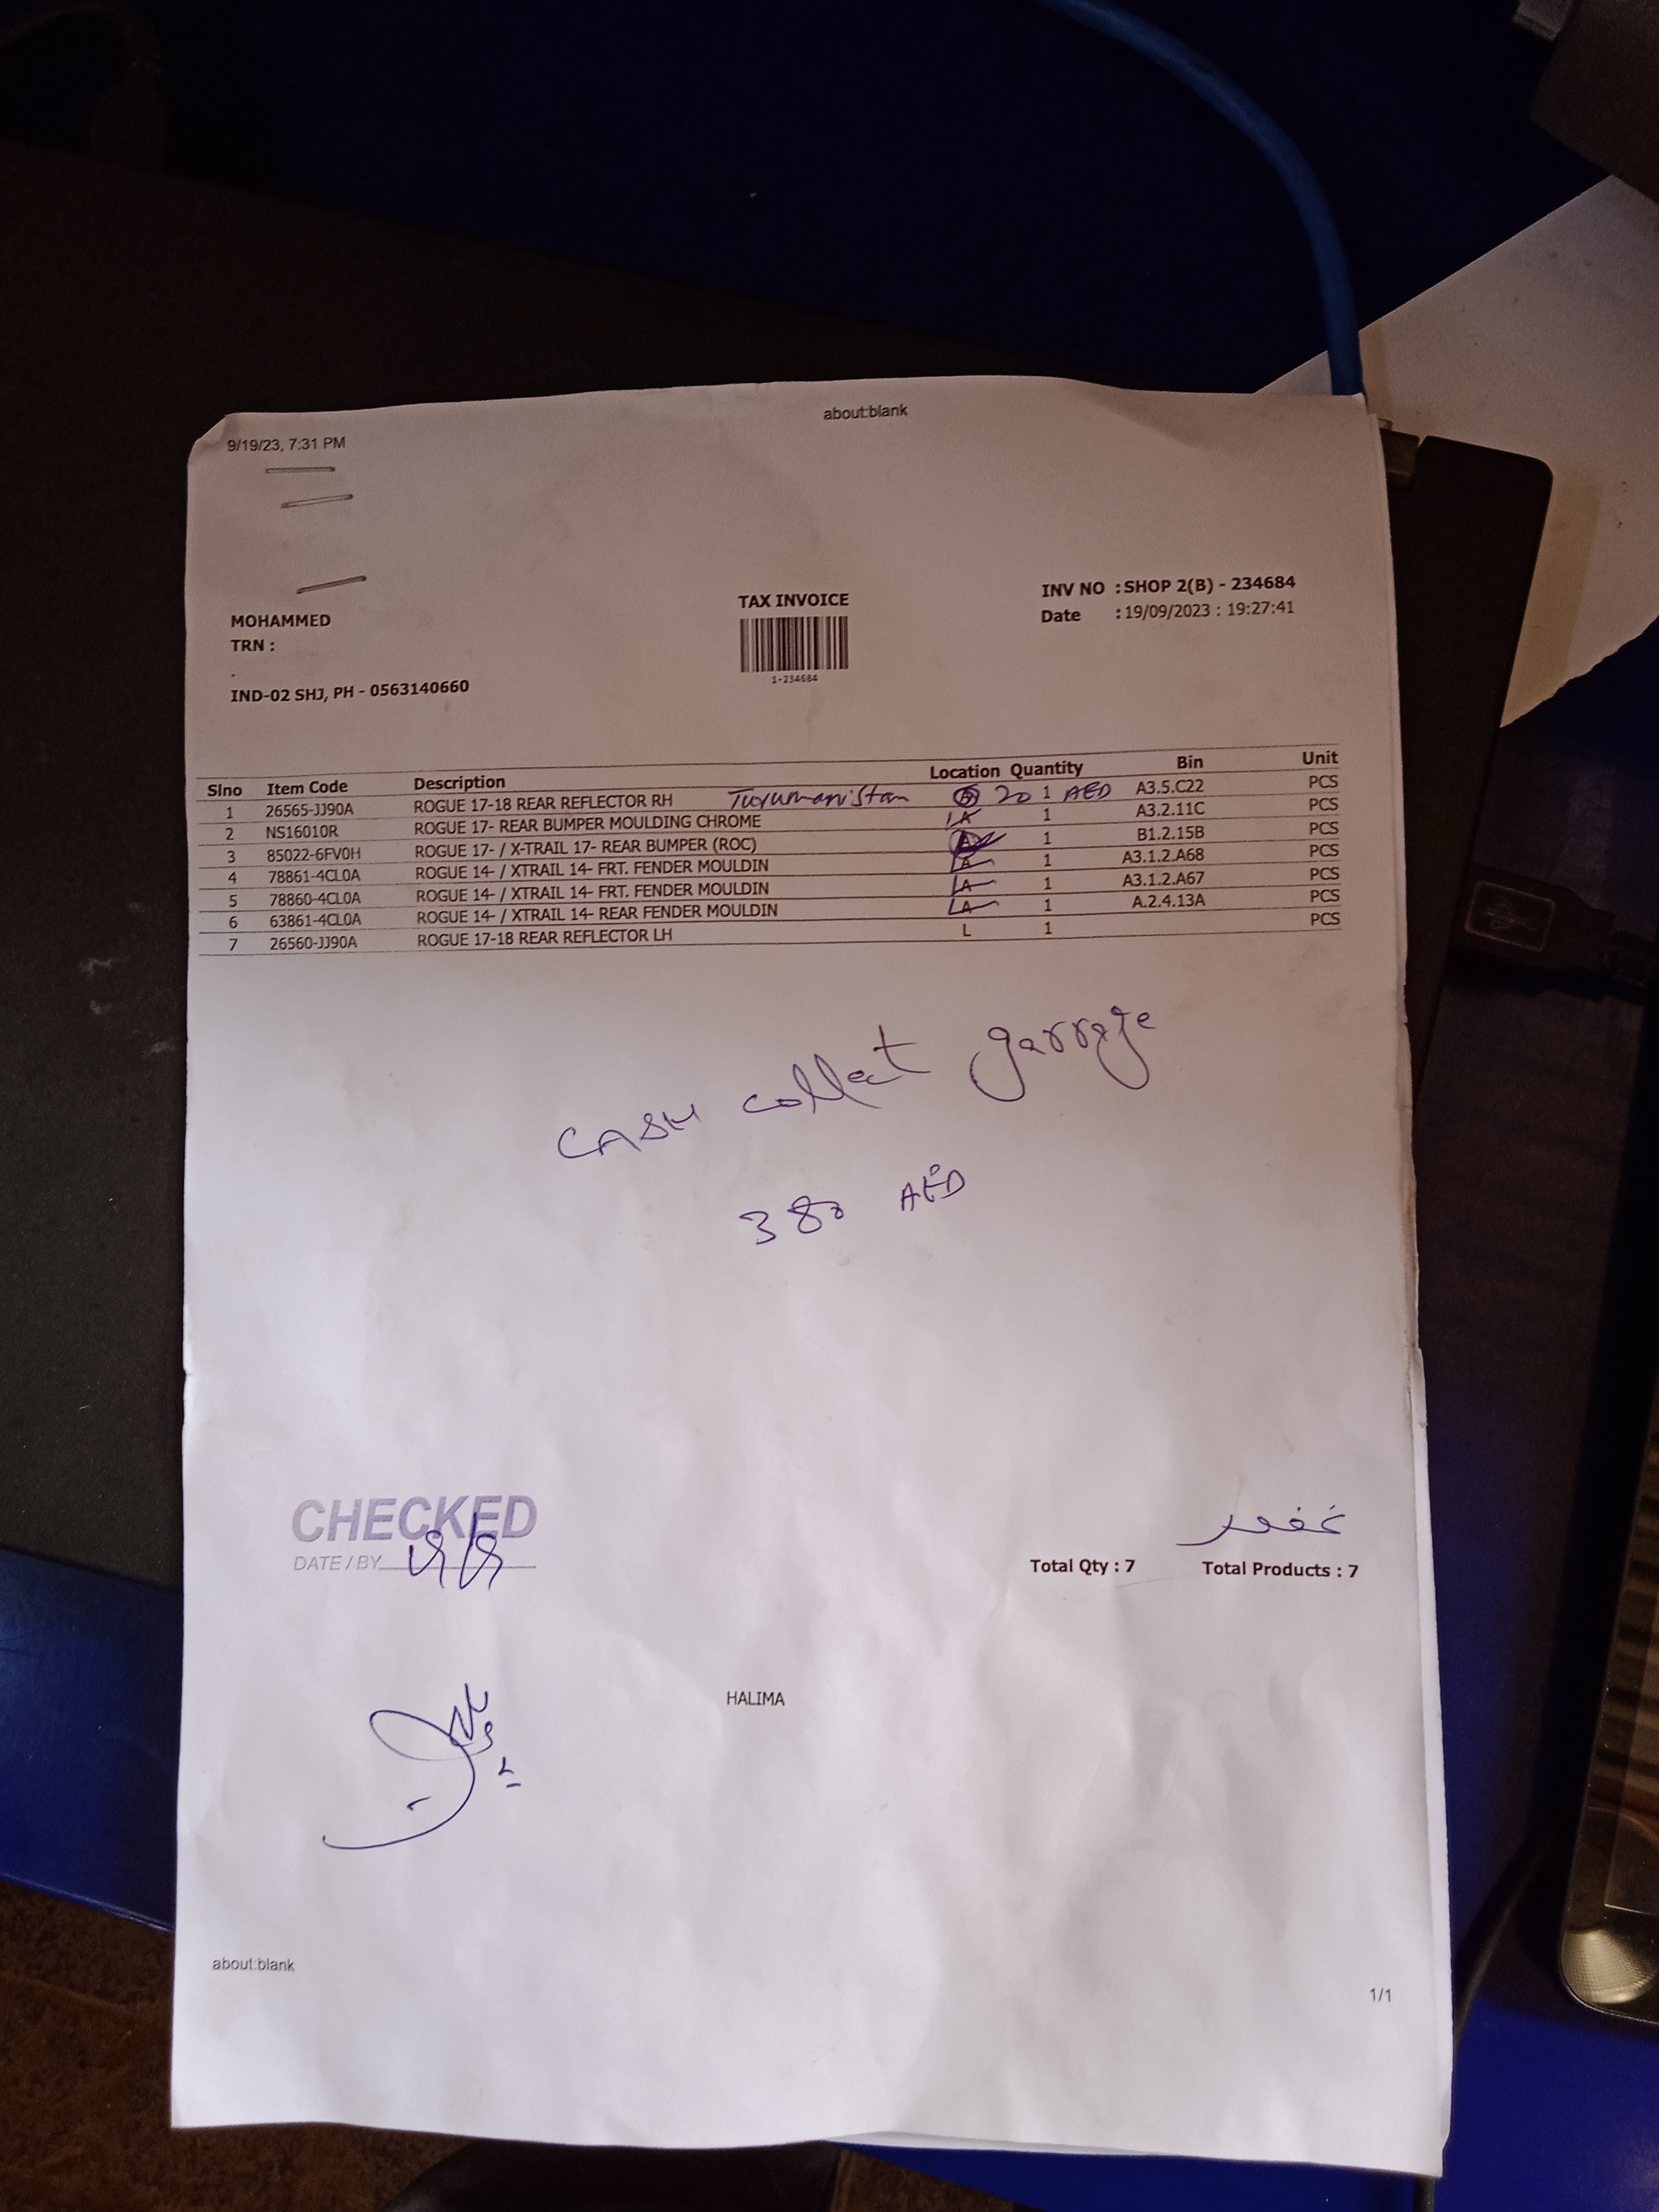 about:blank
9/19/23, 7:31 PM
TAX INVOICE
INV NO : SHOP 2(B) - 234684
Date : 19/09/2023 : 19:27:41
1-234684
MOHAMMED
TRN :
.
IND-02 SHJ, PH - 0563140660
Slno Item Code Description Location Quantity Bin Unit
1 26565-JJ90A ROGUE 17-18 REAR REFLECTOR RH Turumanistan A 20 1 AED A3.5.C22 PCS
2 NS16010R ROGUE 17- REAR BUMPER MOULDING CHROME A 1 A3.2.11C PCS
3 85022-6FV0H ROGUE 17- / X-TRAIL 17- REAR BUMPER (ROC) A 1 B1.2.15B PCS
4 78861-4CL0A ROGUE 14- / XTRAIL 14- FRT. FENDER MOULDIN A 1 A3.1.2.A68 PCS
5 78860-4CL0A ROGUE 14- / XTRAIL 14- FRT. FENDER MOULDIN A 1 A3.1.2.A67 PCS
6 63861-4CL0A ROGUE 14- / XTRAIL 14- REAR FENDER MOULDIN A 1 A.2.4.13A PCS
7 26560-JJ90A ROGUE 17-18 REAR REFLECTOR LH L 1 PCS
CASH collect garrage
380 AED
CHECKED
DATE / BY 19/9
غفور
Total Qty : 7 Total Products : 7
HALIMA
about:blank
1/1